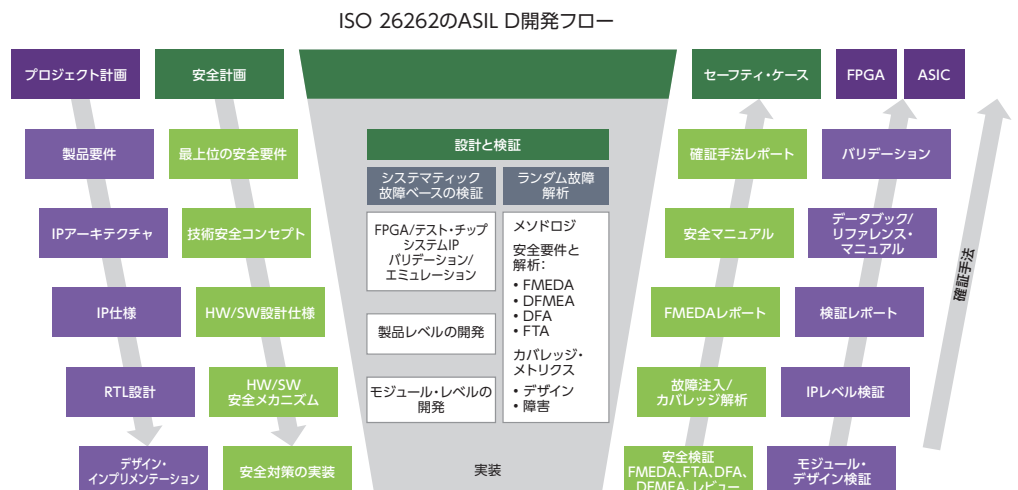 ISO 26262のASIL D開発フロー
プロジェクト計画
安全計画
セーフティ・ケース
FPGA
ASIC
製品要件
最上位の安全要件
設計と検証
確証手法レポート
バリデーション
システマティック
故障ベースの検証
ランダム故障
解析
IPアーキテクチャ
技術安全コンセプト
FPGA/テスト・チップ
システムIP
バリデーション/
エミュレーション
メソドロジ
安全要件と
解析:
• FMEDA
• DFMEA
• DFA
• FTA
カバレッジ・
メトリクス
• デザイン
• 障害
安全マニュアル
データブック/
リファレンス・
マニュアル
確証手法
IP仕様
HW/SW設計仕様
製品レベルの開発
FMEDAレポート
検証レポート
RTL設計
HW/SW
安全メカニズム
モジュール・レベルの
開発
故障注入/
カバレッジ解析
IPレベル検証
デザイン・
インプリメンテーション
安全対策の実装
実装
安全検証
FMEDA、FTA、DFA、
DFMEA、レビュー
モジュール・
デザイン検証